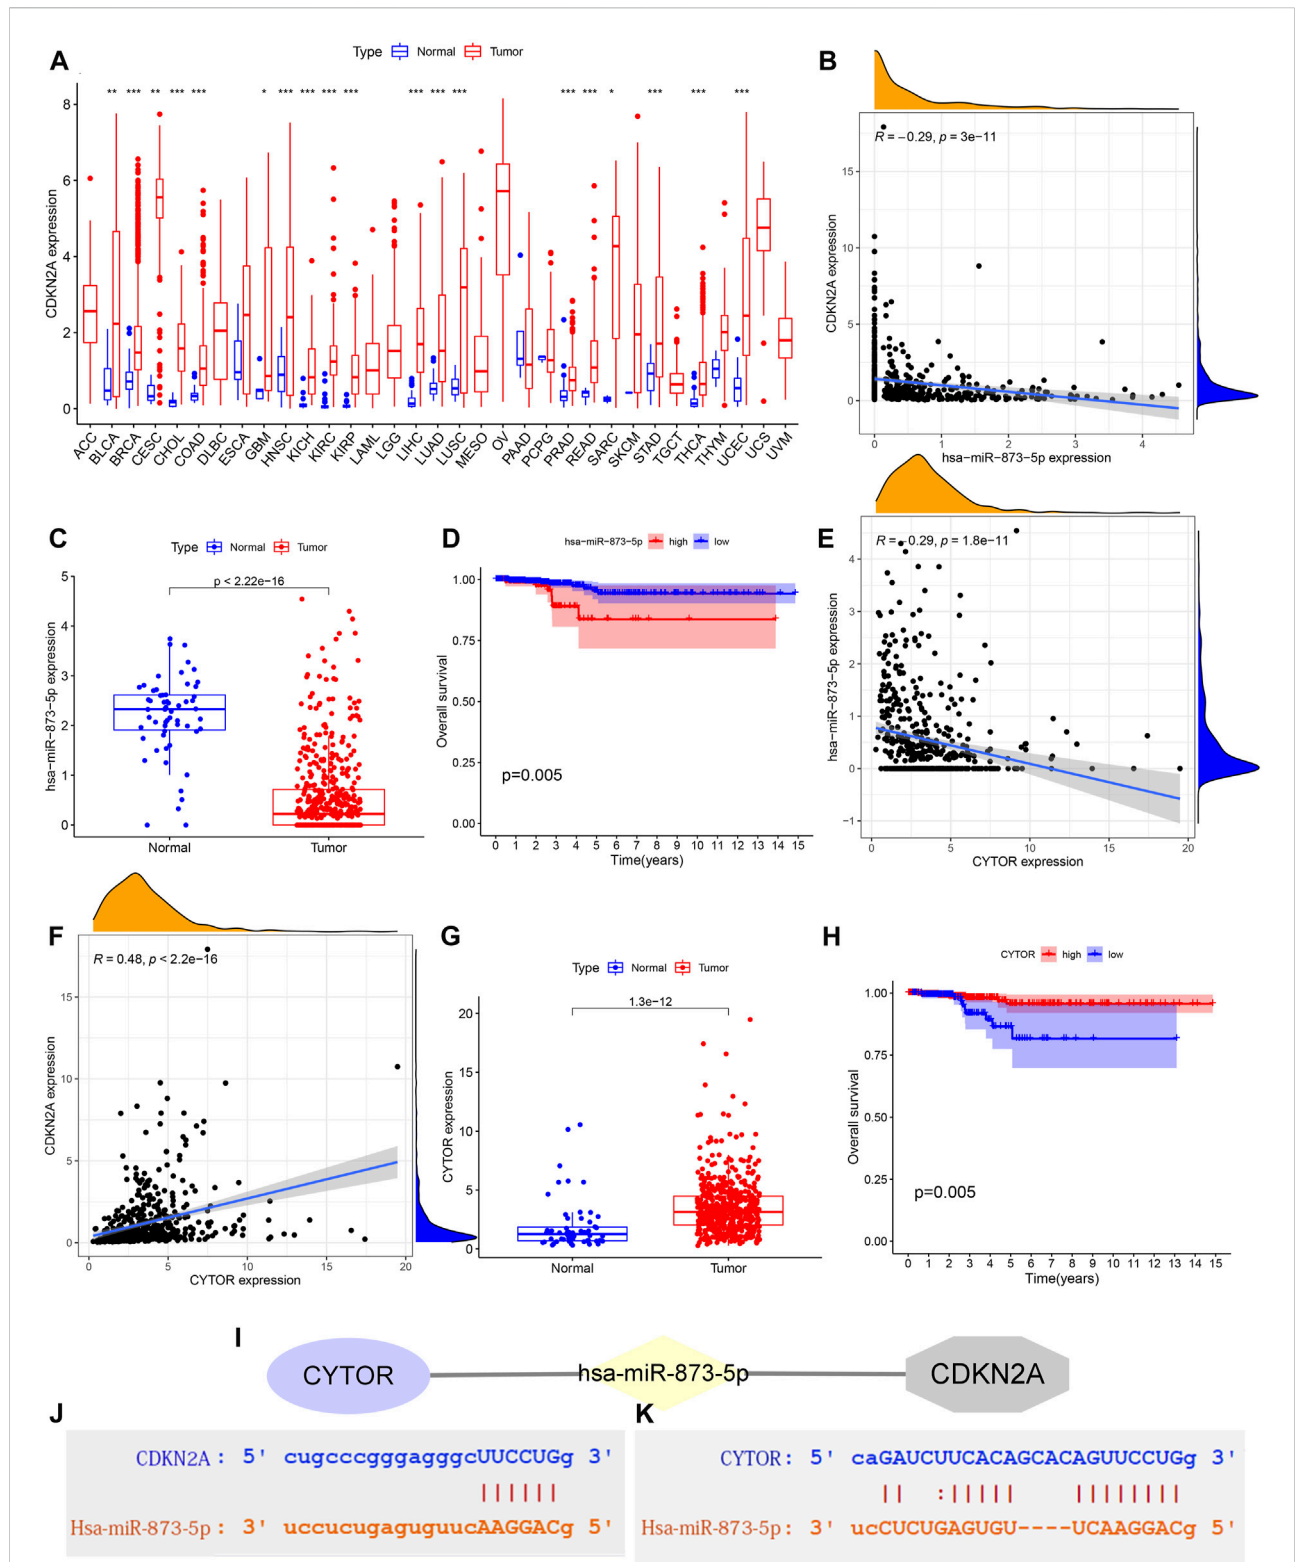 A
Type Normal Tumor
** *** ** *** *** * *** *** *** *** *** *** *** *** *** * *** *** ***
CDKN2A expression
8
6
4
2
0
ACC BLCA BRCA CESC CHOL COAD DLBC ESCA GBM HNSC KICH KIRC KIRP LAML LGG LIHC LUAD LUSC MESO OV PAAD PCPG PRAD READ SARC SKCM STAD TGCT THCA THYM UCEC UCS UVM
B
R = −0.29, p = 3e−11
CDKN2A expression
15
10
5
0
0 1 2 3 4
hsa−miR−873−5p expression
C
Type Normal Tumor
p < 2.22e−16
hsa−miR−873−5p expression
5
4
3
2
1
0
Normal Tumor
D
hsa−miR−873−5p high low
Overall survival
1.00
0.75
0.50
0.25
0.00
p=0.005
0 1 2 3 4 5 6 7 8 9 10 11 12 13 14 15
Time(years)
E
R = −0.29, p = 1.8e−11
hsa−miR−873−5p expression
4
3
2
1
0
−1
0 5 10 15 20
CYTOR expression
F
R = 0.48, p < 2.2e−16
CDKN2A expression
15
10
5
0
0 5 10 15 20
CYTOR expression
G
Type Normal Tumor
1.3e−12
CYTOR expression
20
15
10
5
0
Normal Tumor
H
CYTOR high low
Overall survival
1.00
0.75
0.50
0.25
0.00
p=0.005
0 1 2 3 4 5 6 7 8 9 10 11 12 13 14 15
Time(years)
I
CYTOR hsa-miR-873-5p CDKN2A
J
CDKN2A : 5' cugcccgggagggcUUCCUGg 3'
||||||
Hsa-miR-873-5p : 3' uccucugaguguucAAGGACg 5'
K
CYTOR : 5' caGAUCUUCACAGCACAGUUCCUGg 3'
|| :||||| ||||||||
Hsa-miR-873-5p : 3' ucCUCUGAGUGU----UCAAGGACg 5'